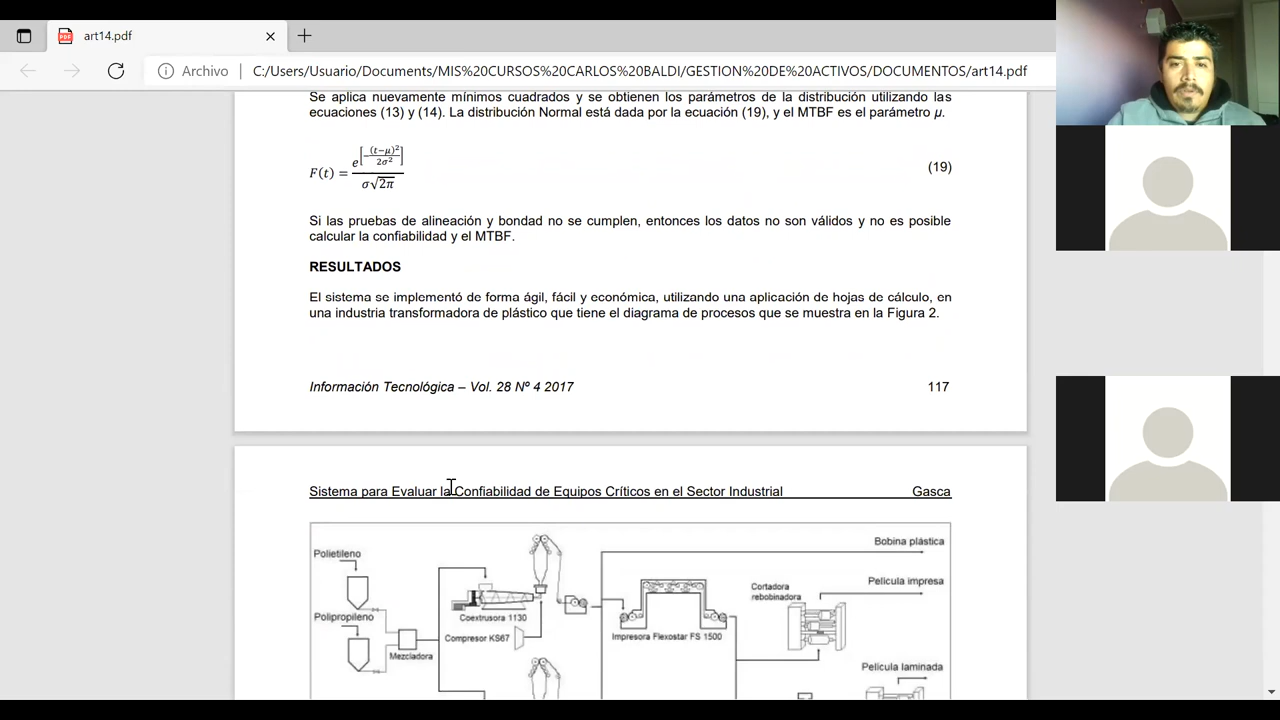 art14.pdf
Archivo
C:/Users/Usuario/Documents/MIS%20CURSOS%20CARLOS%20BALDI/GESTION%20DE%20ACTIVOS/DOCUMENTOS/art14.pdf
Se aplica nuevamente mínimos cuadrados y se obtienen los parámetros de la distribución utilizando las
ecuaciones (13) y (14). La distribución Normal está dada por la ecuación (19), y el MTBF es el parámetro μ.
F(t) = e^[-(t-μ)²/2σ²] / σ√2π (19)
Si las pruebas de alineación y bondad no se cumplen, entonces los datos no son válidos y no es posible
calcular la confiabilidad y el MTBF.
RESULTADOS
El sistema se implementó de forma ágil, fácil y económica, utilizando una aplicación de hojas de cálculo, en
una industria transformadora de plástico que tiene el diagrama de procesos que se muestra en la Figura 2.
Información Tecnológica – Vol. 28 Nº 4 2017 117
Sistema para Evaluar la Confiabilidad de Equipos Críticos en el Sector Industrial Gasca
Bobina plástica
Polietileno
Película impresa
Cortadora
rebobinadora
Polipropileno
Coextrusora 1130
Compresor KS67
Impresora Flexostar FS 1500
Mezcladora
Película laminada